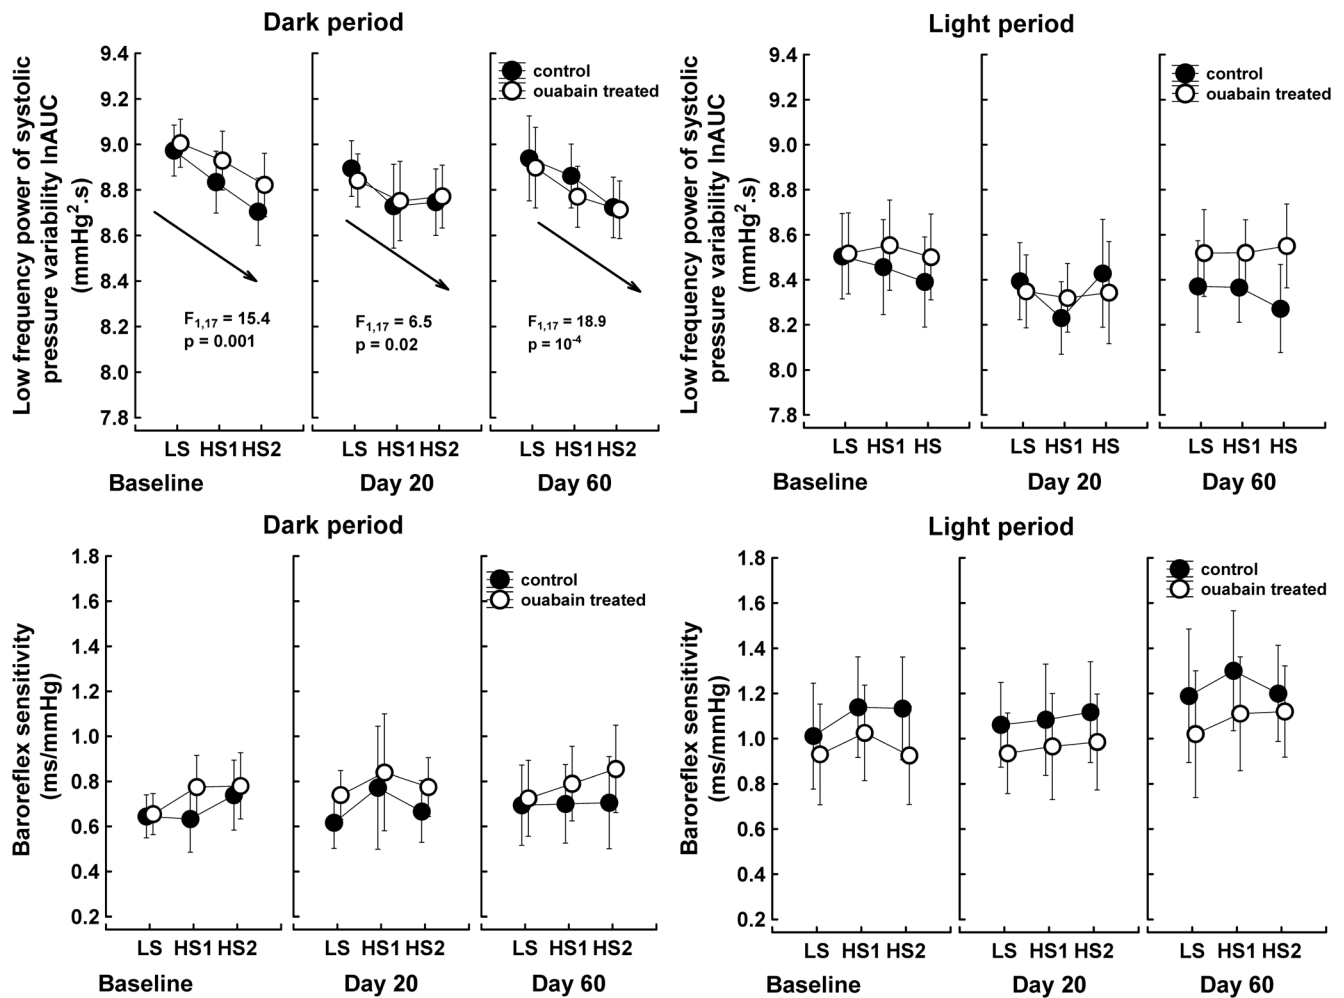 Dark period
Low frequency power of systolic
pressure variability lnAUC
(mmHg².s)
9.4
9.2
9.0
8.8
8.6
8.4
8.2
8.0
7.8
control
ouabain treated
F1,17 = 15.4
p = 0.001
F1,17 = 6.5
p = 0.02
F1,17 = 18.9
p = 10-4
LS HS1 HS2
LS HS1 HS2
LS HS1 HS2
Baseline
Day 20
Day 60
Light period
Low frequency power of systolic
pressure variability lnAUC
(mmHg².s)
9.4
9.2
9.0
8.8
8.6
8.4
8.2
8.0
7.8
control
ouabain treated
LS HS1 HS
LS HS1 HS
LS HS1 HS
Baseline
Day 20
Day 60
Dark period
Baroreflex sensitivity
(ms/mmHg)
1.8
1.6
1.4
1.2
1.0
0.8
0.6
0.4
0.2
control
ouabain treated
LS HS1 HS2
LS HS1 HS2
LS HS1 HS2
Baseline
Day 20
Day 60
Light period
Baroreflex sensitivity
(ms/mmHg)
1.8
1.6
1.4
1.2
1.0
0.8
0.6
0.4
0.2
control
ouabain treated
LS HS1 HS2
LS HS1 HS2
LS HS1 HS2
Baseline
Day 20
Day 60